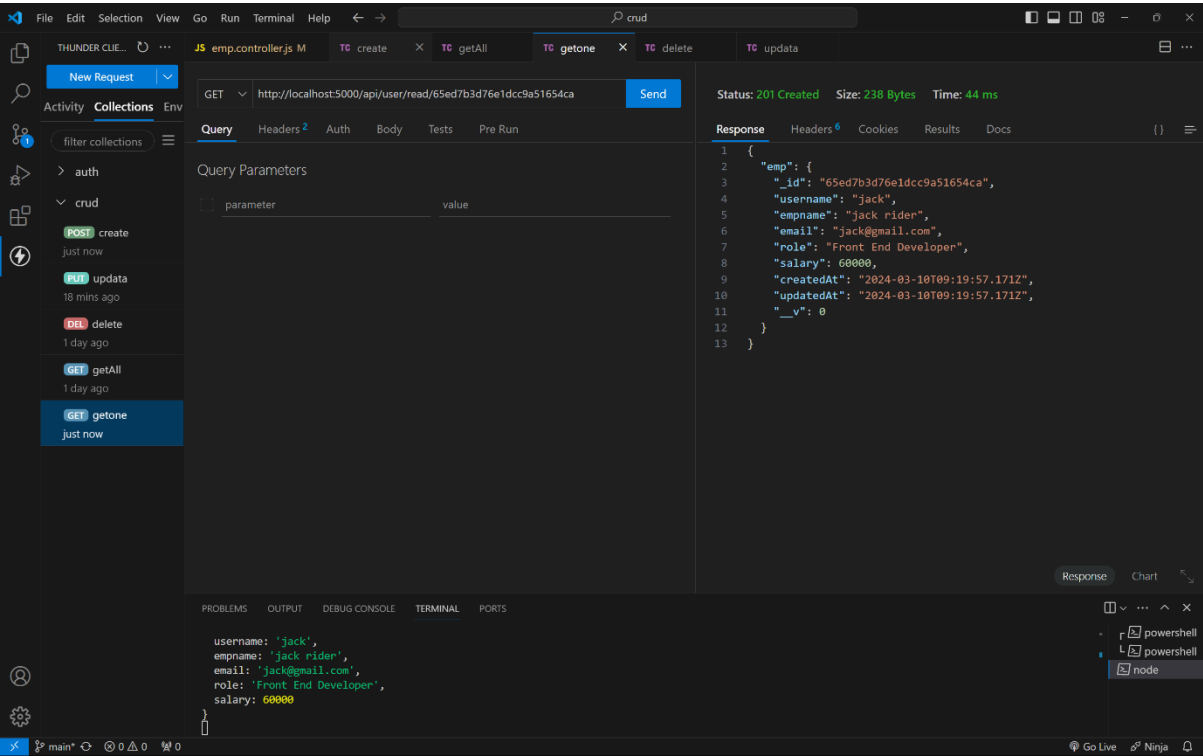 File Edit Selection View Go Run Terminal Help ← → crud
THUNDER CLIE... ···
New Request
Activity Collections Env
filter collections
> auth
crud
POST create
just now
PUT updata
18 mins ago
DEL delete
1 day ago
GET getAll
1 day ago
GET getone
just now
JS emp.controller.js M TC create × TC getAll TC getone × TC delete TC updata ···
GET http://localhost:5000/api/user/read/65ed7b3d76e1dcc9a51654ca Send
Query Headers 2 Auth Body Tests Pre Run
Query Parameters
parameter value
Status: 201 Created Size: 238 Bytes Time: 44 ms
Response Headers 6 Cookies Results Docs { }
1 {
2 "emp": {
3 "_id": "65ed7b3d76e1dcc9a51654ca",
4 "username": "jack",
5 "empname": "jack rider",
6 "email": "jack@gmail.com",
7 "role": "Front End Developer",
8 "salary": 60000,
9 "createdAt": "2024-03-10T09:19:57.171Z",
10 "updatedAt": "2024-03-10T09:19:57.171Z",
11 "__v": 0
12 }
13 }
Response Chart
PROBLEMS OUTPUT DEBUG CONSOLE TERMINAL PORTS
username: 'jack',
empname: 'jack rider',
email: 'jack@gmail.com',
role: 'Front End Developer',
salary: 60000
}
powershell
powershell
node
main* 0 0 0 Go Live Ninja